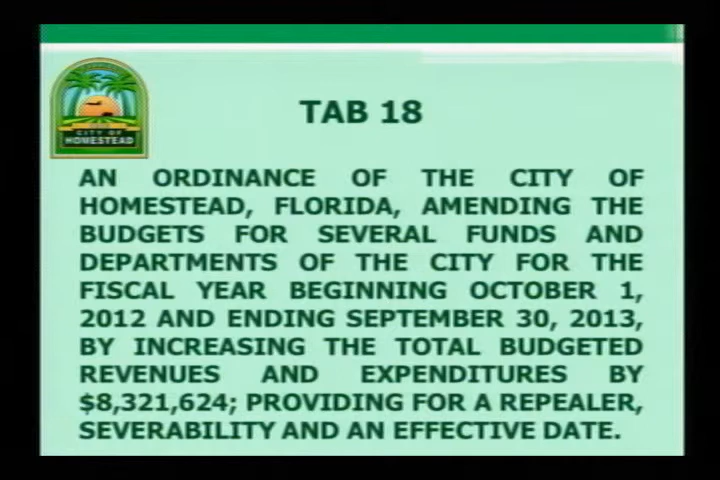 CITY OF
HOMESTEAD
TAB 18
AN ORDINANCE OF THE CITY OF
HOMESTEAD, FLORIDA, AMENDING THE
BUDGETS FOR SEVERAL FUNDS AND
DEPARTMENTS OF THE CITY FOR THE
FISCAL YEAR BEGINNING OCTOBER 1,
2012 AND ENDING SEPTEMBER 30, 2013,
BY INCREASING THE TOTAL BUDGETED
REVENUES AND EXPENDITURES BY
$8,321,624; PROVIDING FOR A REPEALER,
SEVERABILITY AND AN EFFECTIVE DATE.